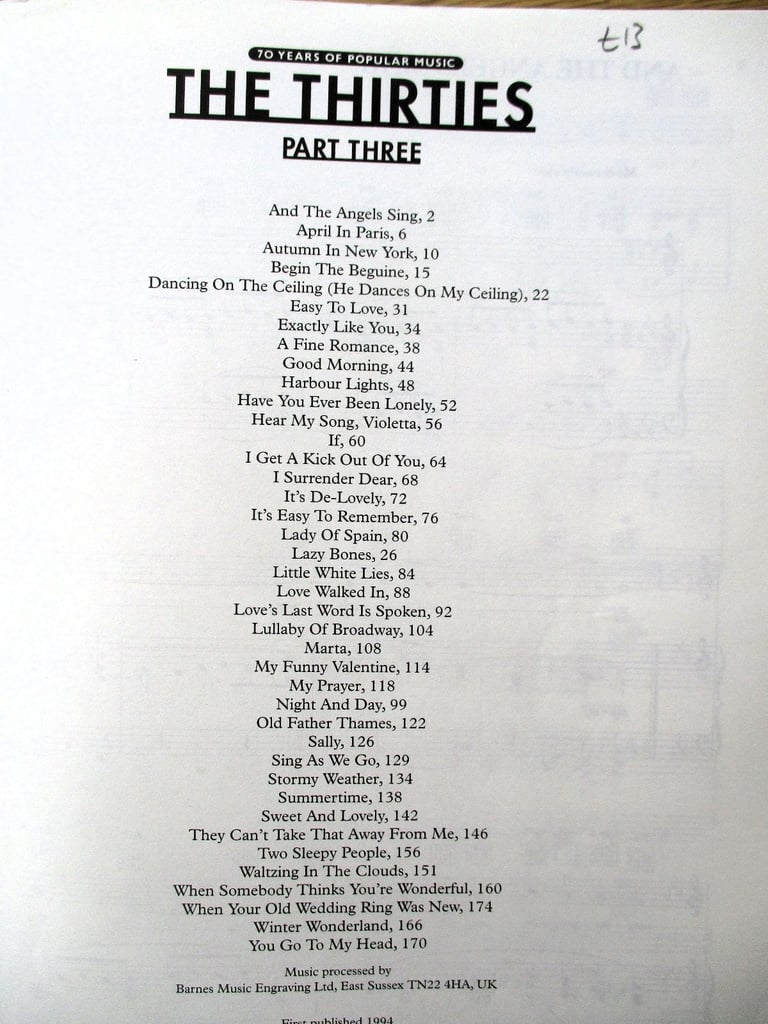 £13
70 YEARS OF POPULAR MUSIC
THE THIRTIES
PART THREE
And The Angels Sing, 2
April In Paris, 6
Autumn In New York, 10
Begin The Beguine, 15
Dancing On The Ceiling (He Dances On My Ceiling), 22
Easy To Love, 31
Exactly Like You, 34
A Fine Romance, 38
Good Morning, 44
Harbour Lights, 48
Have You Ever Been Lonely, 52
Hear My Song, Violetta, 56
If, 60
I Get A Kick Out Of You, 64
I Surrender Dear, 68
It's De-Lovely, 72
It's Easy To Remember, 76
Lady Of Spain, 80
Lazy Bones, 26
Little White Lies, 84
Love Walked In, 88
Love's Last Word Is Spoken, 92
Lullaby Of Broadway, 104
Marta, 108
My Funny Valentine, 114
My Prayer, 118
Night And Day, 99
Old Father Thames, 122
Sally, 126
Sing As We Go, 129
Stormy Weather, 134
Summertime, 138
Sweet And Lovely, 142
They Can't Take That Away From Me, 146
Two Sleepy People, 156
Waltzing In The Clouds, 151
When Somebody Thinks You're Wonderful, 160
When Your Old Wedding Ring Was New, 174
Winter Wonderland, 166
You Go To My Head, 170
Music processed by
Barnes Music Engraving Ltd, East Sussex TN22 4HA, UK
First published 1994